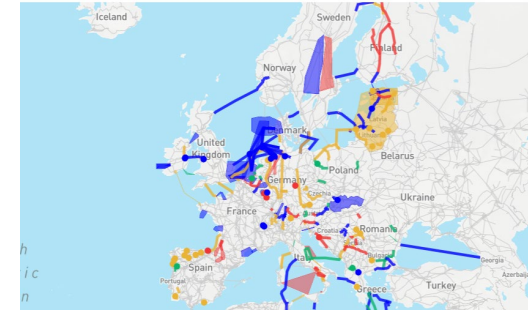 Iceland
Sweden
Finland
Norway
United
Kingdom
Denmark
Latvia
Belarus
Poland
Germany
Czechia
Ukraine
France
Croatia
Romania
h
i c
n
Italy
Bulgaria
Georgia
Azerbaija
Spain
Portugal
Greece
Turkey